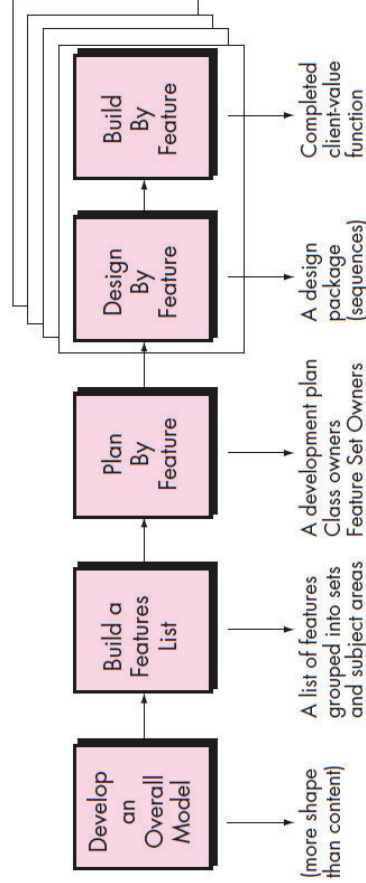 Develop
an
Overall
Model
Build a
Features
List
Plan
By
Feature
Design
By
Feature
Build
By
Feature
(more shape
than content)
A list of features
grouped into sets
and subject areas
A development plan
Class owners
Feature Set Owners
A design
package
(sequences)
Completed
client-value
function